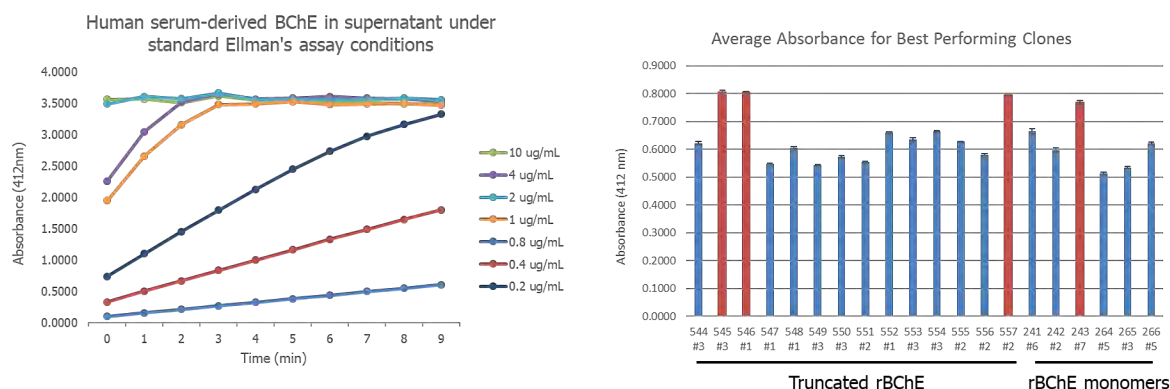 Human serum-derived BChE in supernatant under
standard Ellman's assay conditions
4.0000
3.5000
3.0000
2.5000
2.0000
1.5000
1.0000
0.5000
0.0000
Absorbance (412nm)
0 1 2 3 4 5 6 7 8 9
Time (min)
10 ug/mL
4 ug/mL
2 ug/mL
1 ug/mL
0.8 ug/mL
0.4 ug/mL
0.2 ug/mL
Average Absorbance for Best Performing Clones
0.9000
0.8000
0.7000
0.6000
0.5000
0.4000
0.3000
0.2000
0.1000
0.0000
Absorbance (412 nm)
544 545 546 547 548 549 550 551 552 553 554 555 556 557 241 242 243 264 265 266
#3 #3 #1 #1 #1 #3 #3 #2 #1 #3 #3 #2 #2 #2 #6 #2 #7 #5 #3 #5
Truncated rBChE
rBChE monomers